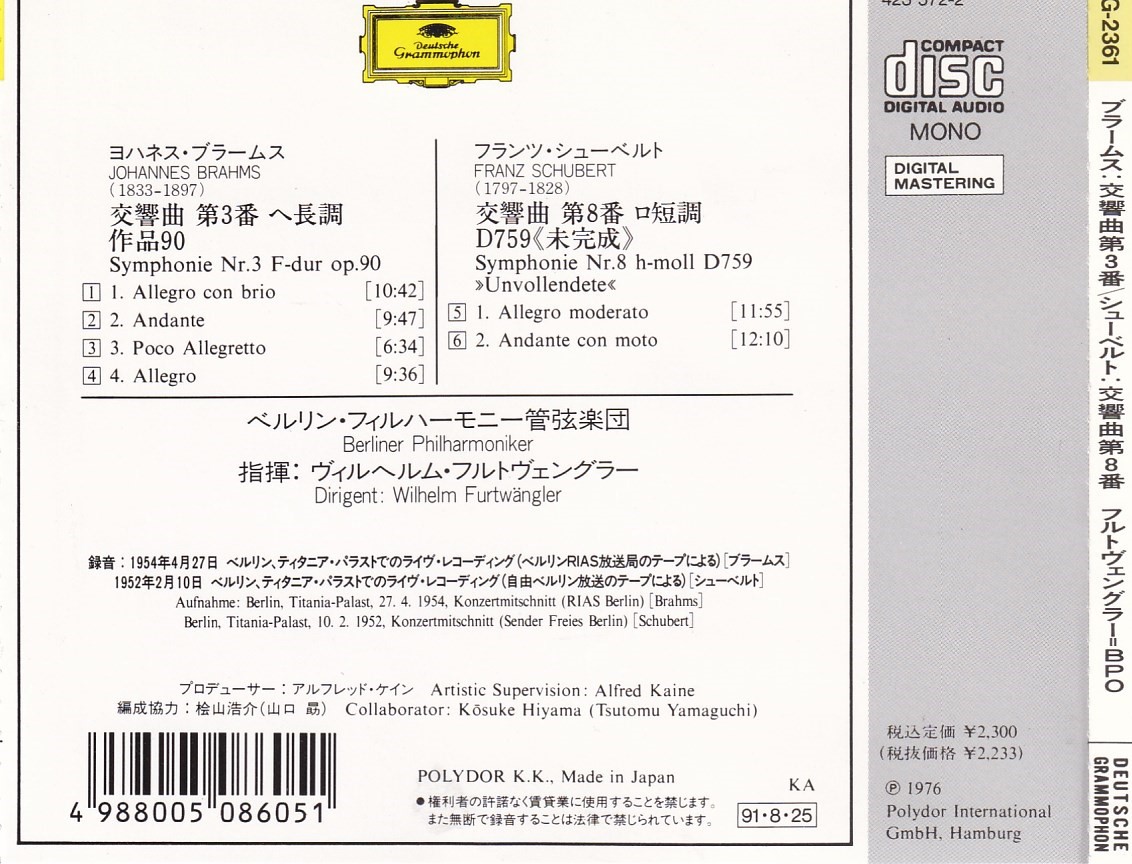 Deutsche
Grammophon
ヨハネス・ブラームス
JOHANNES BRAHMS
(1833-1897)
交響曲 第3番 ヘ長調
作品90
Symphonie Nr.3 F-dur op.90
1 1. Allegro con brio [10:42]
2 2. Andante [9:47]
3 3. Poco Allegretto [6:34]
4 4. Allegro [9:36]
フランツ・シューベルト
FRANZ SCHUBERT
(1797-1828)
交響曲 第8番 ロ短調
D759《未完成》
Symphonie Nr.8 h-moll D759
»Unvollendete«
5 1. Allegro moderato [11:55]
6 2. Andante con moto [12:10]
ベルリン・フィルハーモニー管弦楽団
Berliner Philharmoniker
指揮：ヴィルヘルム・フルトヴェングラー
Dirigent: Wilhelm Furtwängler
録音：1954年4月27日 ベルリン、ティタニア・パラストでのライヴ・レコーディング(ベルリンRIAS放送局のテープによる)[ブラームス]
1952年2月10日 ベルリン、ティタニア・パラストでのライヴ・レコーディング(自由ベルリン放送のテープによる)[シューベルト]
Aufnahme: Berlin, Titania-Palast, 27. 4. 1954, Konzertmitschnitt (RIAS Berlin) [Brahms]
Berlin, Titania-Palast, 10. 2. 1952, Konzertmitschnitt (Sender Freies Berlin) [Schubert]
プロデューサー：アルフレッド・ケイン Artistic Supervision: Alfred Kaine
編成協力：桧山浩介(山口 勗) Collaborator: Kōsuke Hiyama (Tsutomu Yamaguchi)
4 988005 086051
POLYDOR K.K., Made in Japan
KA
●権利者の許諾なく賃貸業に使用することを禁じます。
また無断で録音することは法律で禁じられています。
91・8・25
COMPACT
disc
DIGITAL AUDIO
MONO
DIGITAL
MASTERING
税込定価 ¥2,300
(税抜価格 ¥2,233)
Ⓟ 1976
Polydor International
GmbH, Hamburg
G-2361
ブラームス：交響曲第3番/シューベルト：交響曲第8番 フルトヴェングラー=BPO
DEUTSCHE
GRAMMOPHON